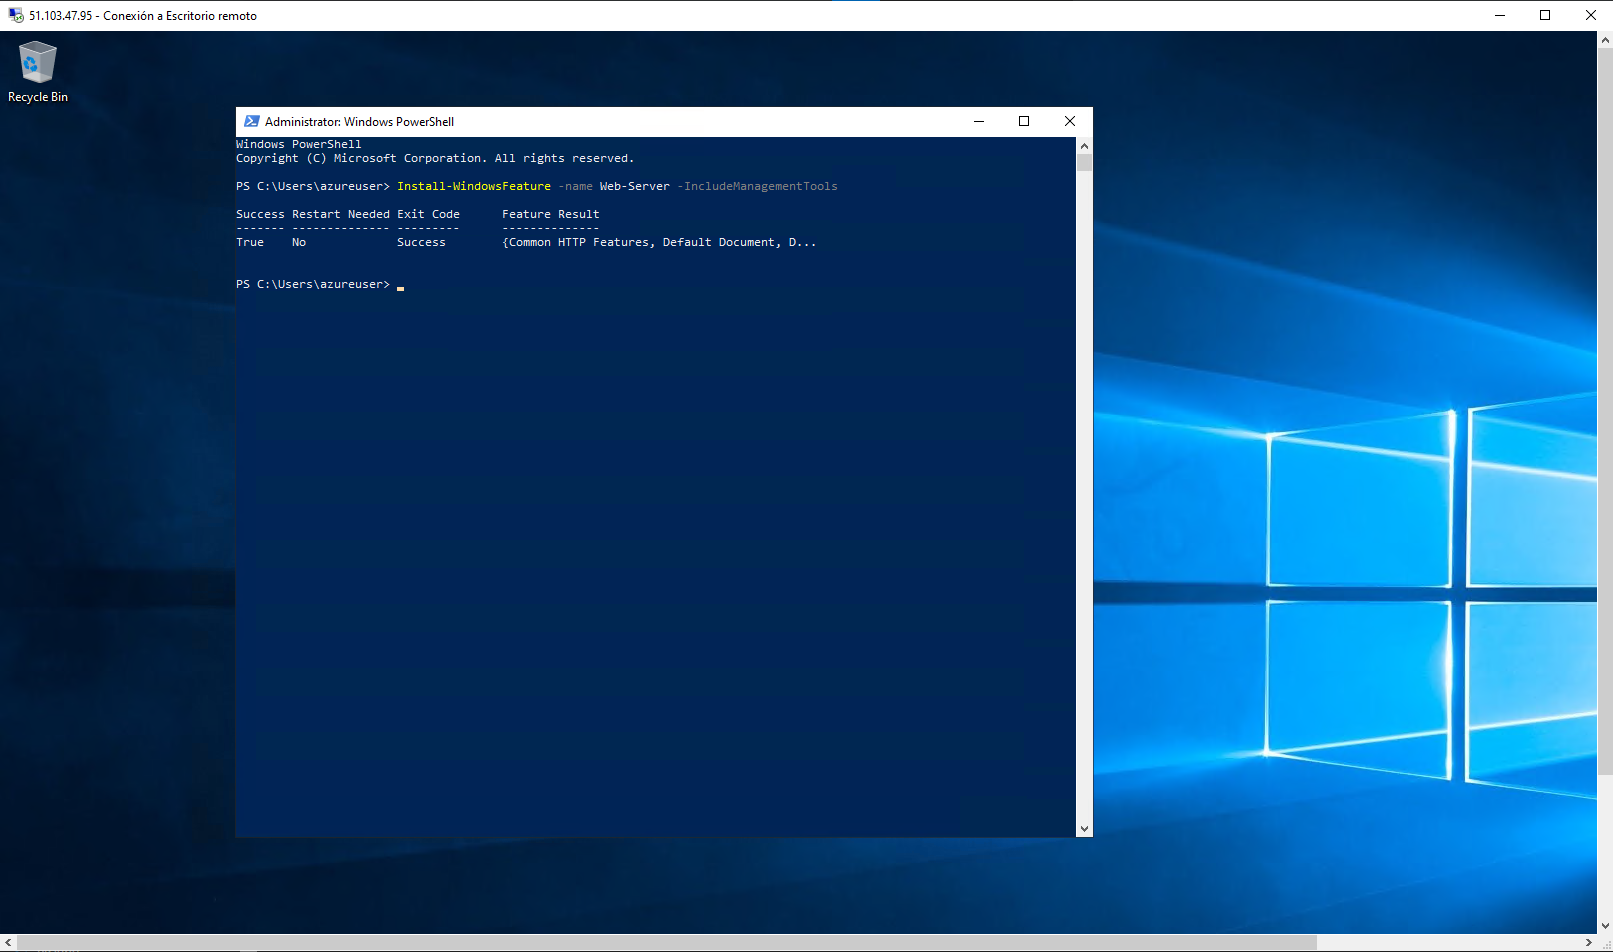 51.103.47.95 - Conexión a Escritorio remoto
Recycle Bin
Administrator: Windows PowerShell
Windows PowerShell
Copyright (C) Microsoft Corporation. All rights reserved.
PS C:\Users\azureuser> Install-WindowsFeature -name Web-Server -IncludeManagementTools
Success Restart Needed Exit Code      Feature Result
------- -------------- ---------      --------------
True    No             Success        {Common HTTP Features, Default Document, D...
PS C:\Users\azureuser>